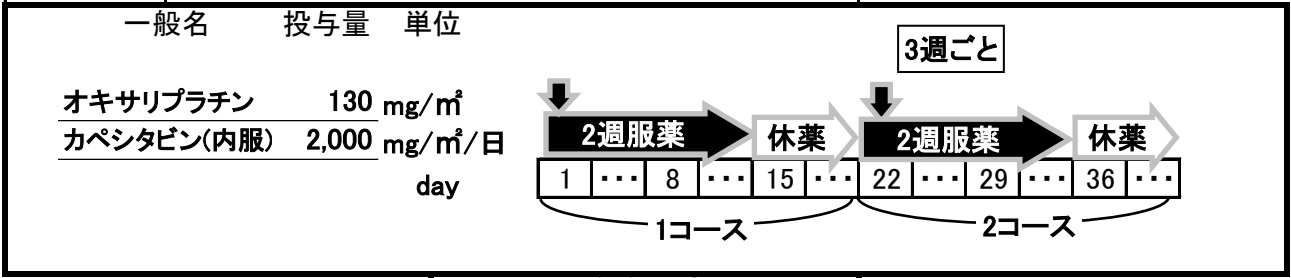 一般名 投与量 単位
3週ごと
オキサリプラチン 130 mg/㎡
カペシタビン(内服) 2,000 mg/㎡/日
2週服薬 休薬 2週服薬 休薬
day 1 ･･･ 8 ･･･ 15 ･･･ 22 ･･･ 29 ･･･ 36 ･･･
1コース 2コース